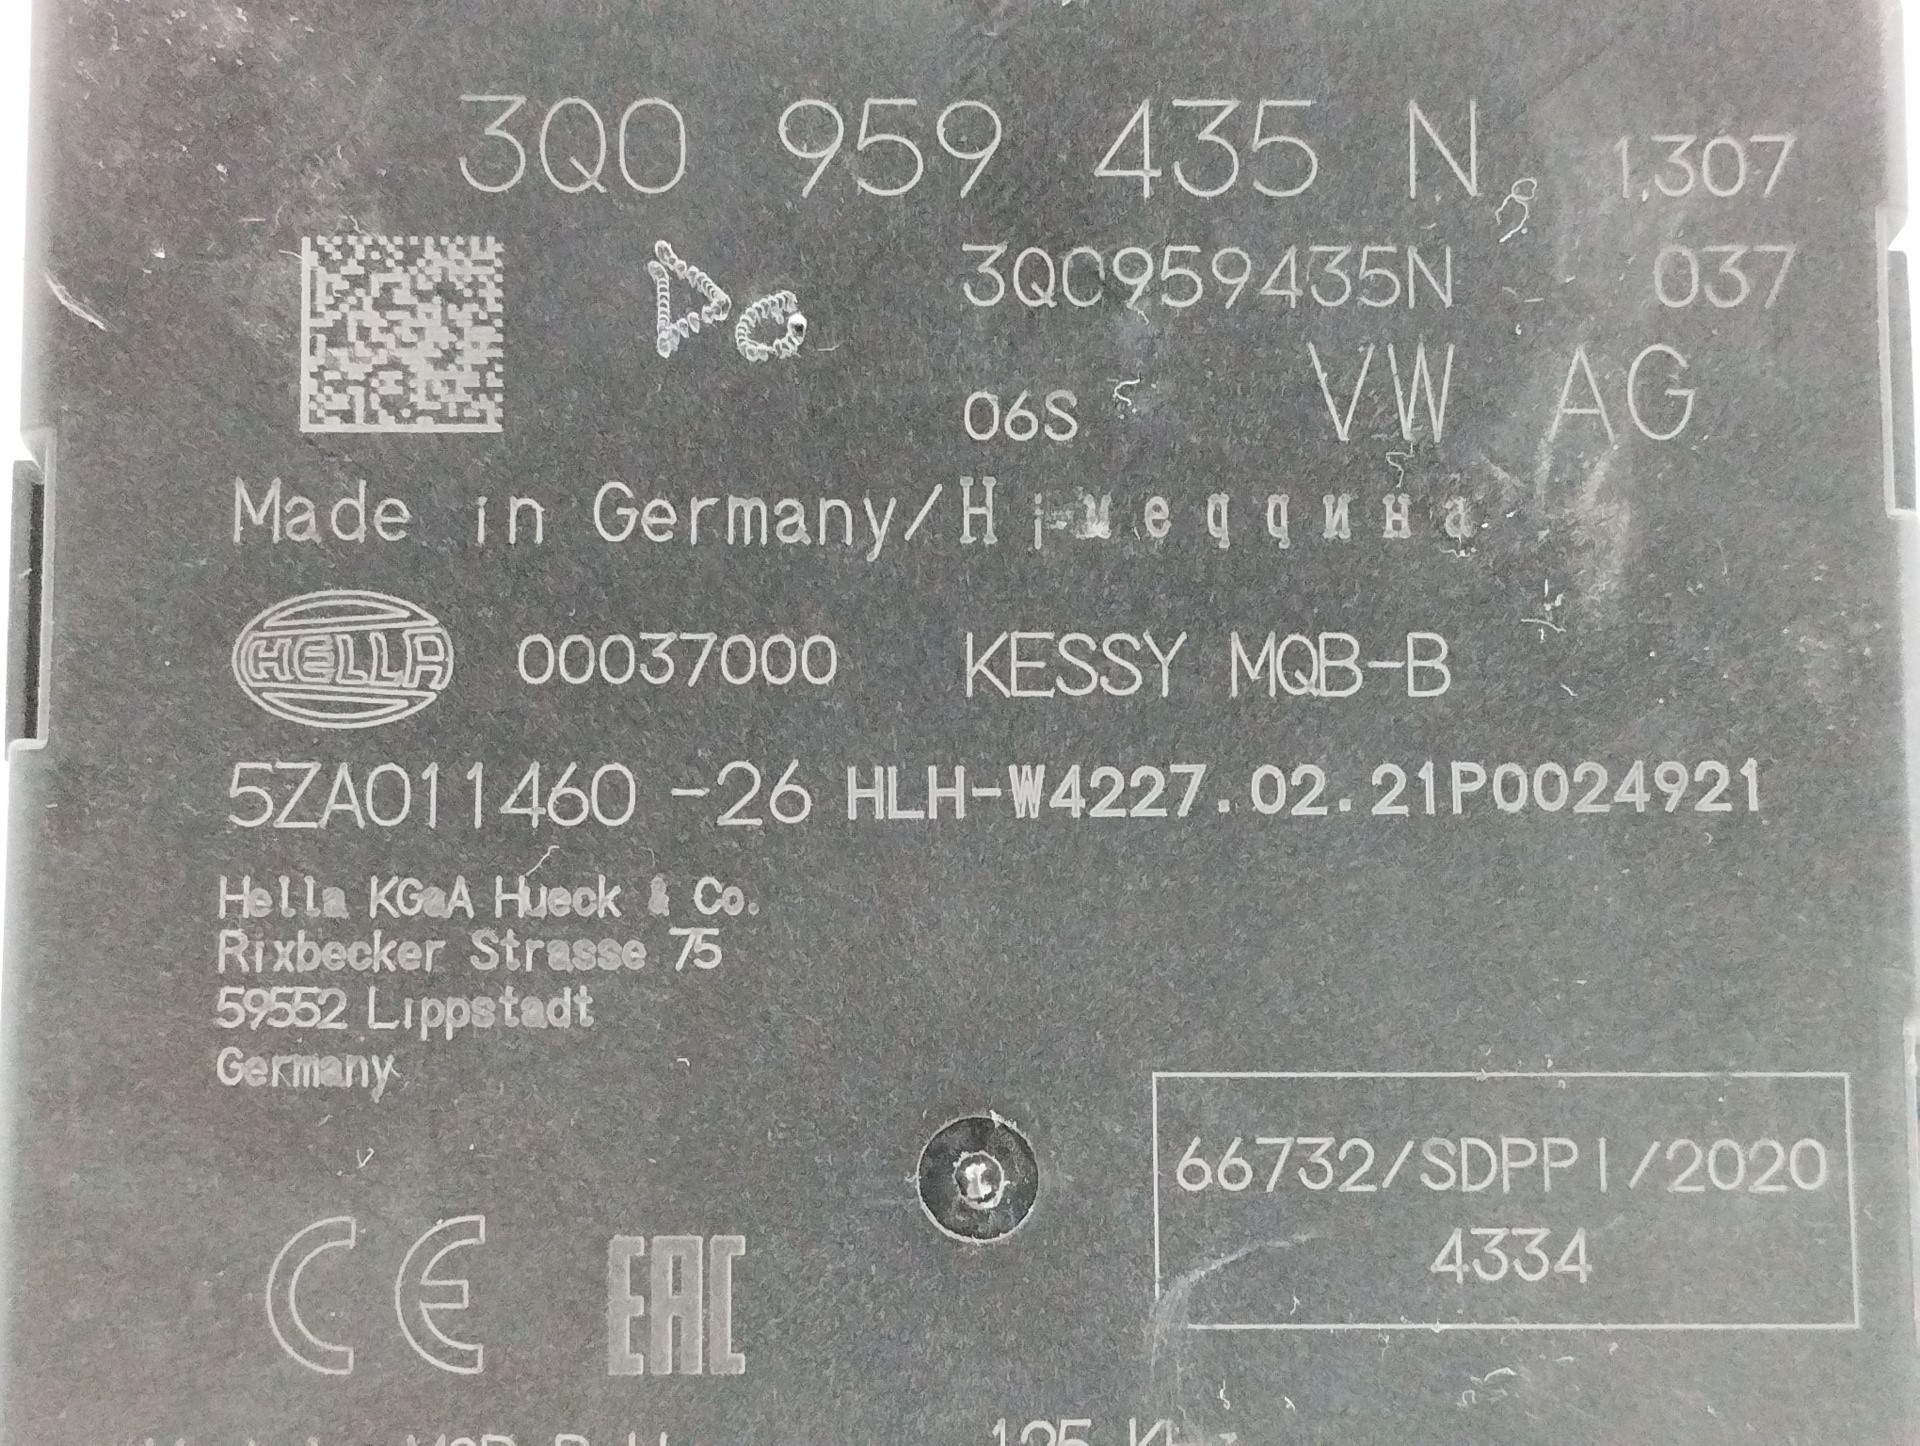 3Q0 959 435 N 1.307
3Q0959435N 037
06S VW AG
Made in Germany/Німеччина
HELLA 00037000 KESSY MQB-B
5ZA011460-26 HLH-W4227.02.21P0024921
Hella KGaA Hueck & Co.
Rixbecker Strasse 75
59552 Lippstadt
Germany
66732/SDPPI/2020
4334
CE EAC